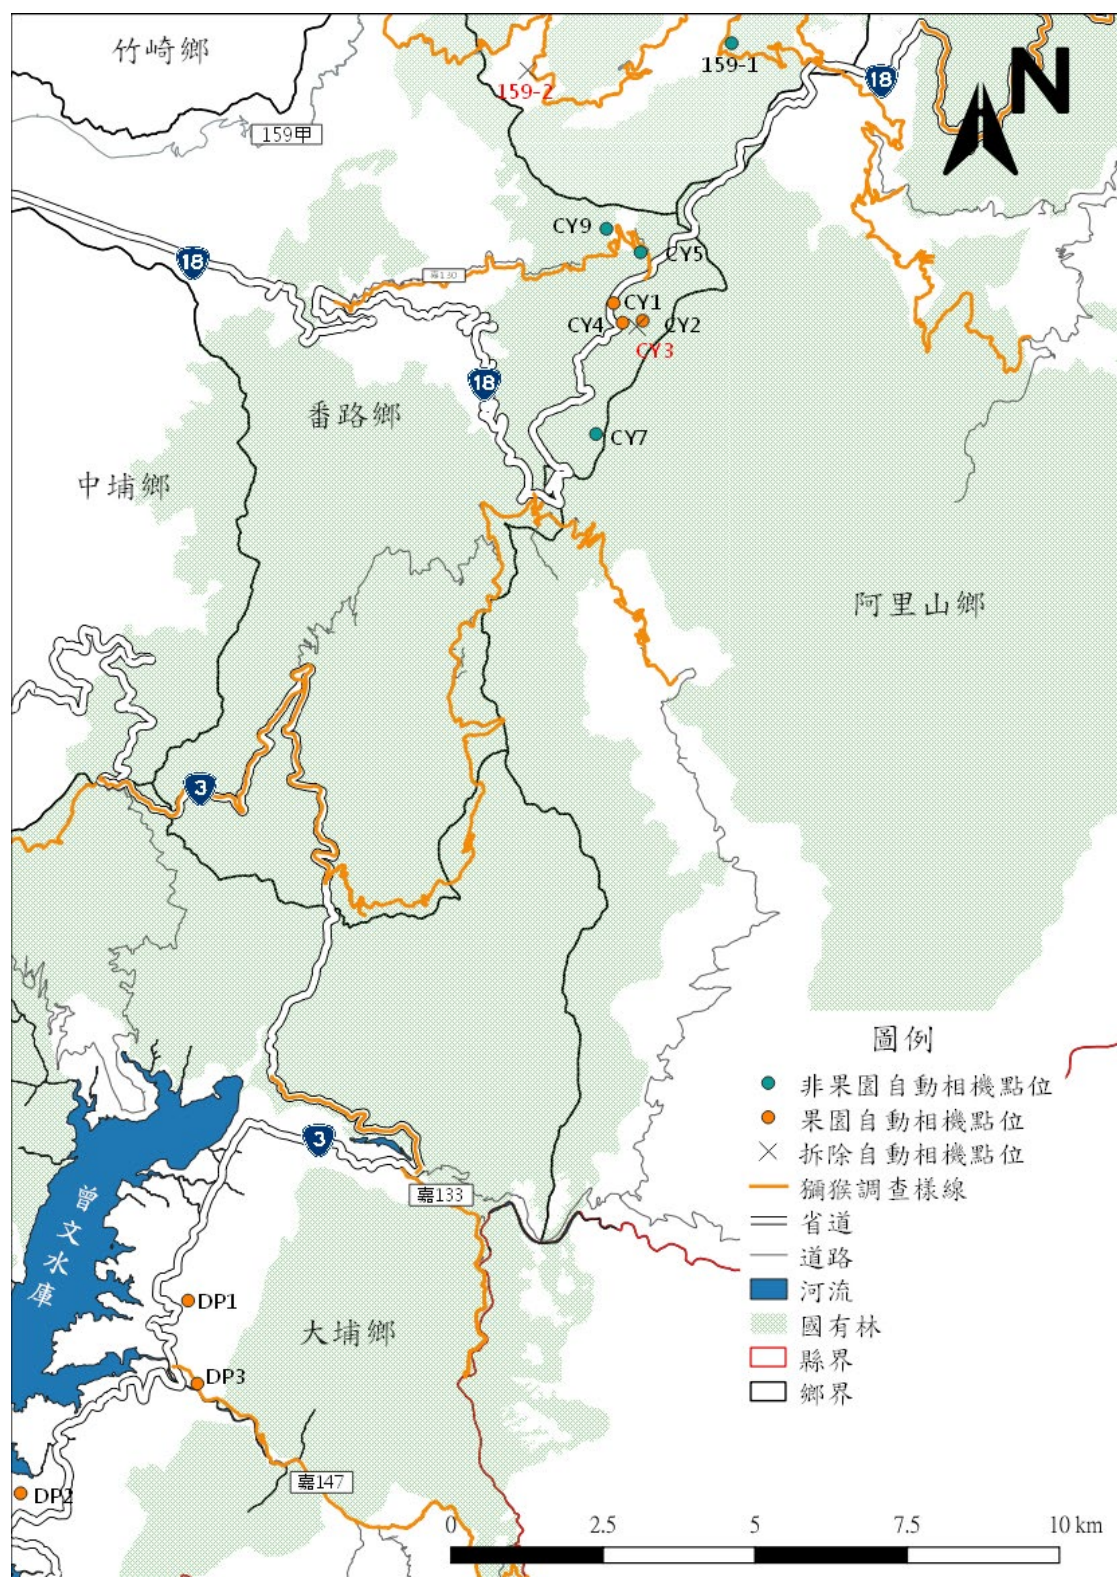 竹崎鄉
159甲
159-2
159-1
18
N
CY9
CY5
18
嘉130
CY1
CY4
CY2
CY3
18
番路鄉
CY7
中埔鄉
阿里山鄉
3
圖例
非果園自動相機點位
果園自動相機點位
拆除自動相機點位
獼猴調查樣線
省道
道路
河流
國有林
縣界
鄉界
3
嘉133
曾文水庫
DP1
大埔鄉
DP3
嘉147
DP2
0 2.5 5 7.5 10 km